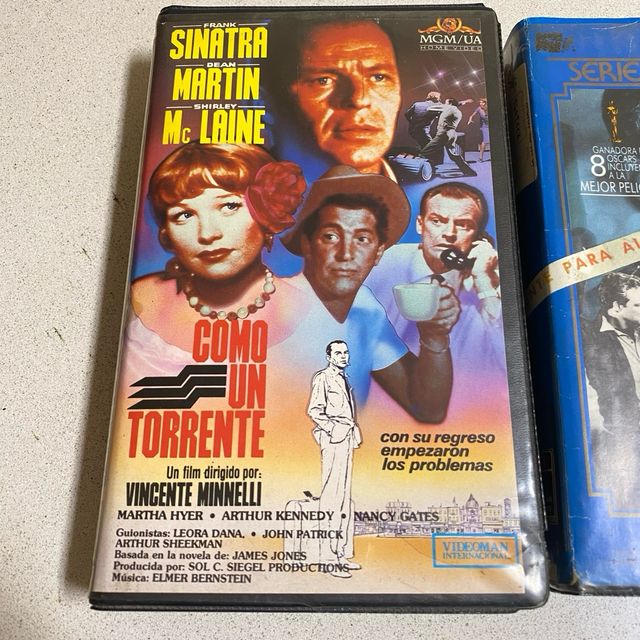 FRANK
SINATRA
DEAN
MARTIN
SHIRLEY
Mc LAINE
MGM/UA
HOME VIDEO
COMO
UN
TORRENTE
Un film dirigido por:
VINCENTE MINNELLI
con su regreso
empezaron
los problemas
MARTHA HYER • ARTHUR KENNEDY • NANCY GATES
Guionistas: LEORA DANA. • JOHN PATRICK
ARTHUR SHEEKMAN
Basada en la novela de: JAMES JONES
Producida por: SOL C. SIEGEL PRODUCTIONS
Música: ELMER BERNSTEIN
VIDEOMAN
INTERNACIONAL
SERIE
GANADORA
8 OSCARS
INCLUYE
A LA
MEJOR
PARA